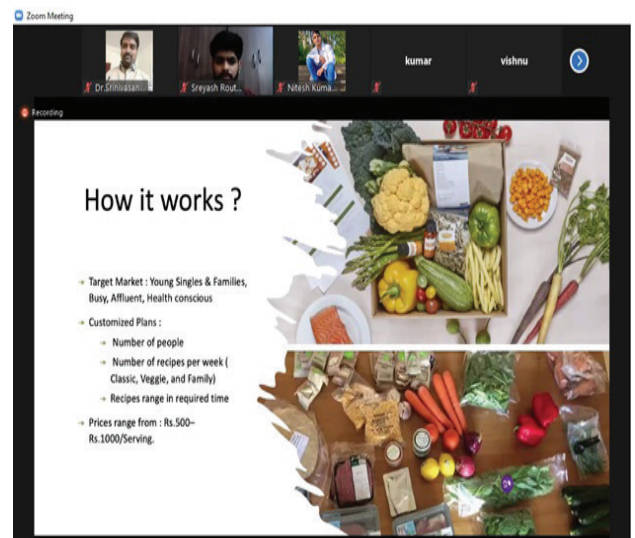 Zoom Meeting
Dr.Srinivasan...
Sreyash Rout...
Nitesh Kuma...
kumar
vishnu
Recording
How it works ?
Target Market : Young Singles & Families,
Busy, Affluent, Health conscious
Customized Plans :
Number of people
Number of recipes per week (
Classic, Veggie, and Family)
Recipes range in required time
Prices range from : Rs.500–
Rs.1000/Serving.